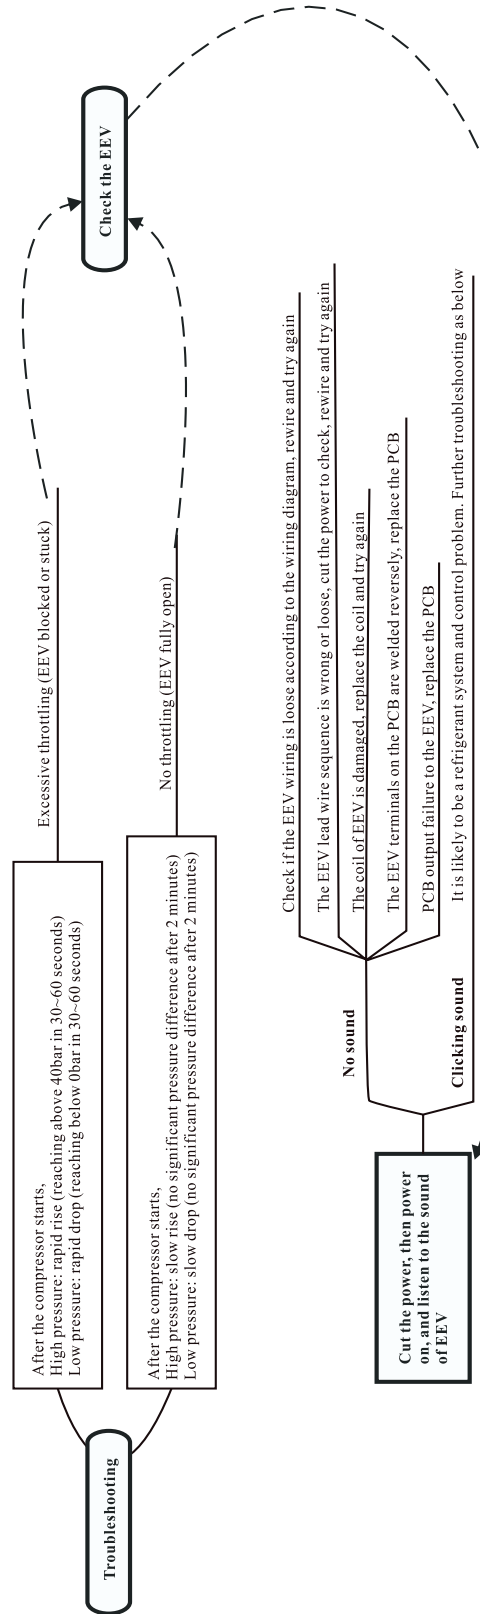 Troubleshooting
After the compressor starts,
High pressure: rapid rise (reaching above 40bar in 30~60 seconds)
Low pressure: rapid drop (reaching below 0bar in 30~60 seconds)
Excessive throttling (EEV blocked or stuck)
After the compressor starts,
High pressure: slow rise (no significant pressure difference after 2 minutes)
Low pressure: slow drop (no significant pressure difference after 2 minutes)
No throttling (EEV fully open)
Check the EEV
Cut the power, then power
on, and listen to the sound
of EEV
No sound
Check if the EEV wiring is loose according to the wiring diagram, rewire and try again
The EEV lead wire sequence is wrong or loose, cut the power to check, rewire and try again
The coil of EEV is damaged, replace the coil and try again
The EEV terminals on the PCB are welded reversely, replace the PCB
PCB output failure to the EEV, replace the PCB
Clicking sound
It is likely to be a refrigerant system and control problem. Further troubleshooting as below